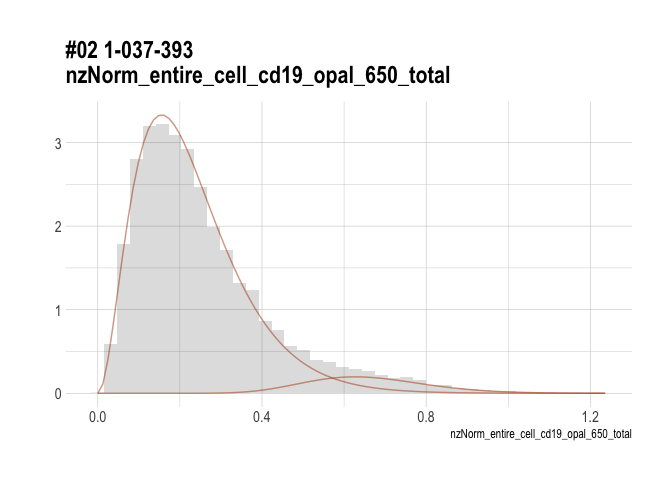 #02 1-037-393
nzNorm_entire_cell_cd19_opal_650_total
3
2
1
0
0.0 0.4 0.8 1.2
nzNorm_entire_cell_cd19_opal_650_total